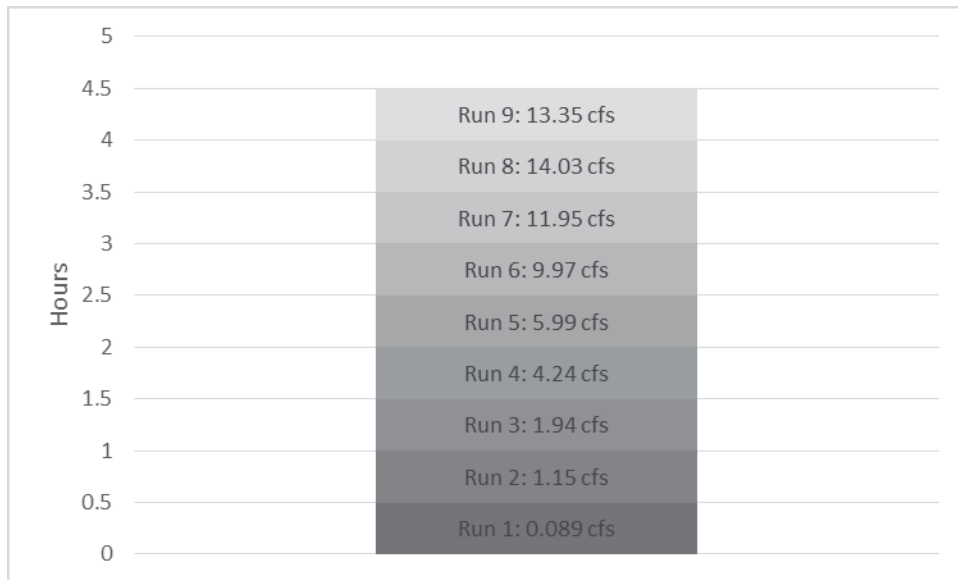 5
4.5
4
3.5
3
2.5
2
1.5
1
0.5
0
Hours
Run 9: 13.35 cfs
Run 8: 14.03 cfs
Run 7: 11.95 cfs
Run 6: 9.97 cfs
Run 5: 5.99 cfs
Run 4: 4.24 cfs
Run 3: 1.94 cfs
Run 2: 1.15 cfs
Run 1: 0.089 cfs